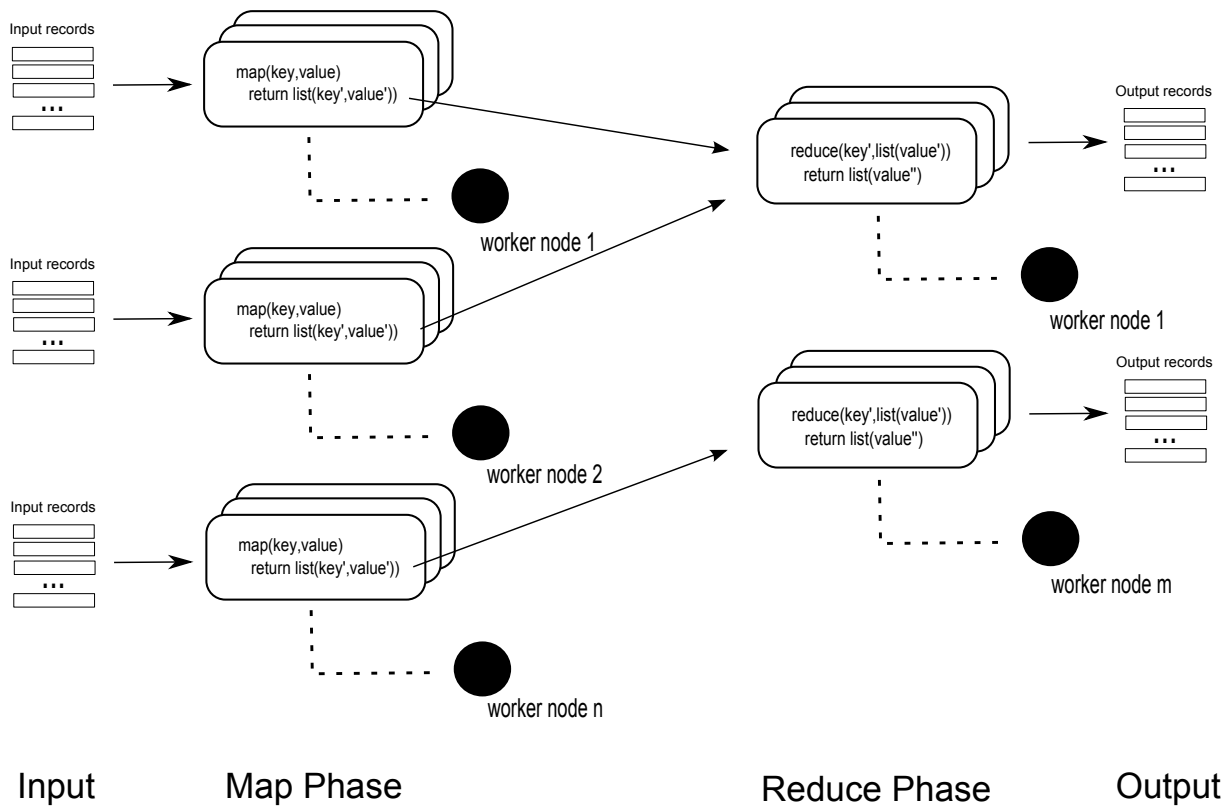 Input records
...
map(key,value)
return list(key',value'))
worker node 1
Input records
...
map(key,value)
return list(key',value'))
worker node 2
Input records
...
map(key,value)
return list(key',value'))
worker node n
reduce(key',list(value'))
return list(value'')
worker node 1
Output records
...
reduce(key',list(value'))
return list(value'')
worker node m
Output records
...
Input
Map Phase
Reduce Phase
Output